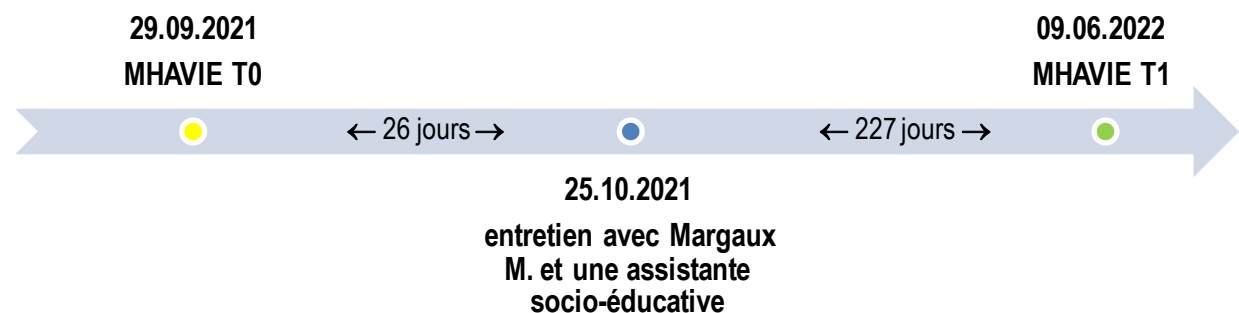 29.09.2021
MHAVIE T0
09.06.2022
MHAVIE T1
← 26 jours →
← 227 jours →
25.10.2021
entretien avec Margaux
M. et une assistante
socio-éducative